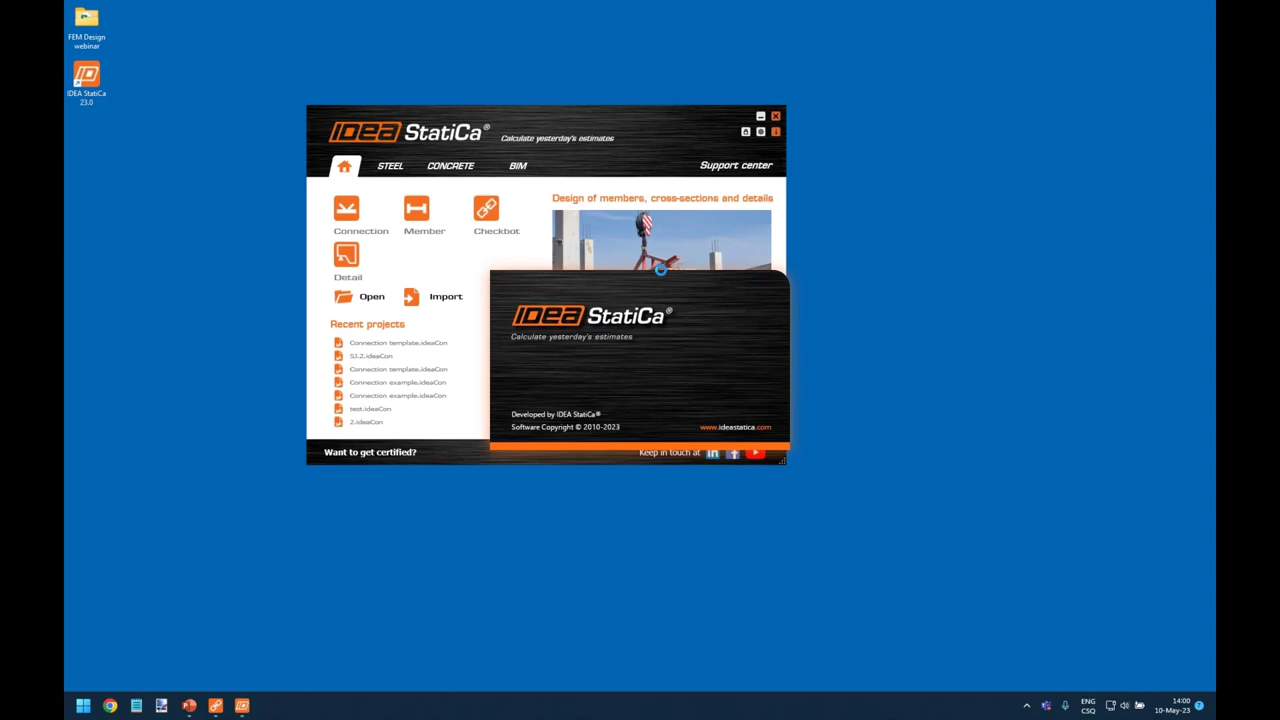 FEM Design
webinar
IDEA StatiCa
23.0
IDEA StatiCa® Calculate yesterday's estimates
STEEL CONCRETE BIM Support center
Connection Member Checkbot
Detail
Open Import
Recent projects
Connection template.ideaCon
SJ.2.ideaCon
Connection template.ideaCon
Connection example.ideaCon
Connection example.ideaCon
test.ideaCon
2.ideaCon
Design of members, cross-sections and details
IDEA StatiCa®
Calculate yesterday's estimates
Developed by IDEA StatiCa®
Software Copyright © 2010-2023 www.ideastatica.com
Want to get certified? Keep in touch at
ENG
CSQ
14:00
10-May-23